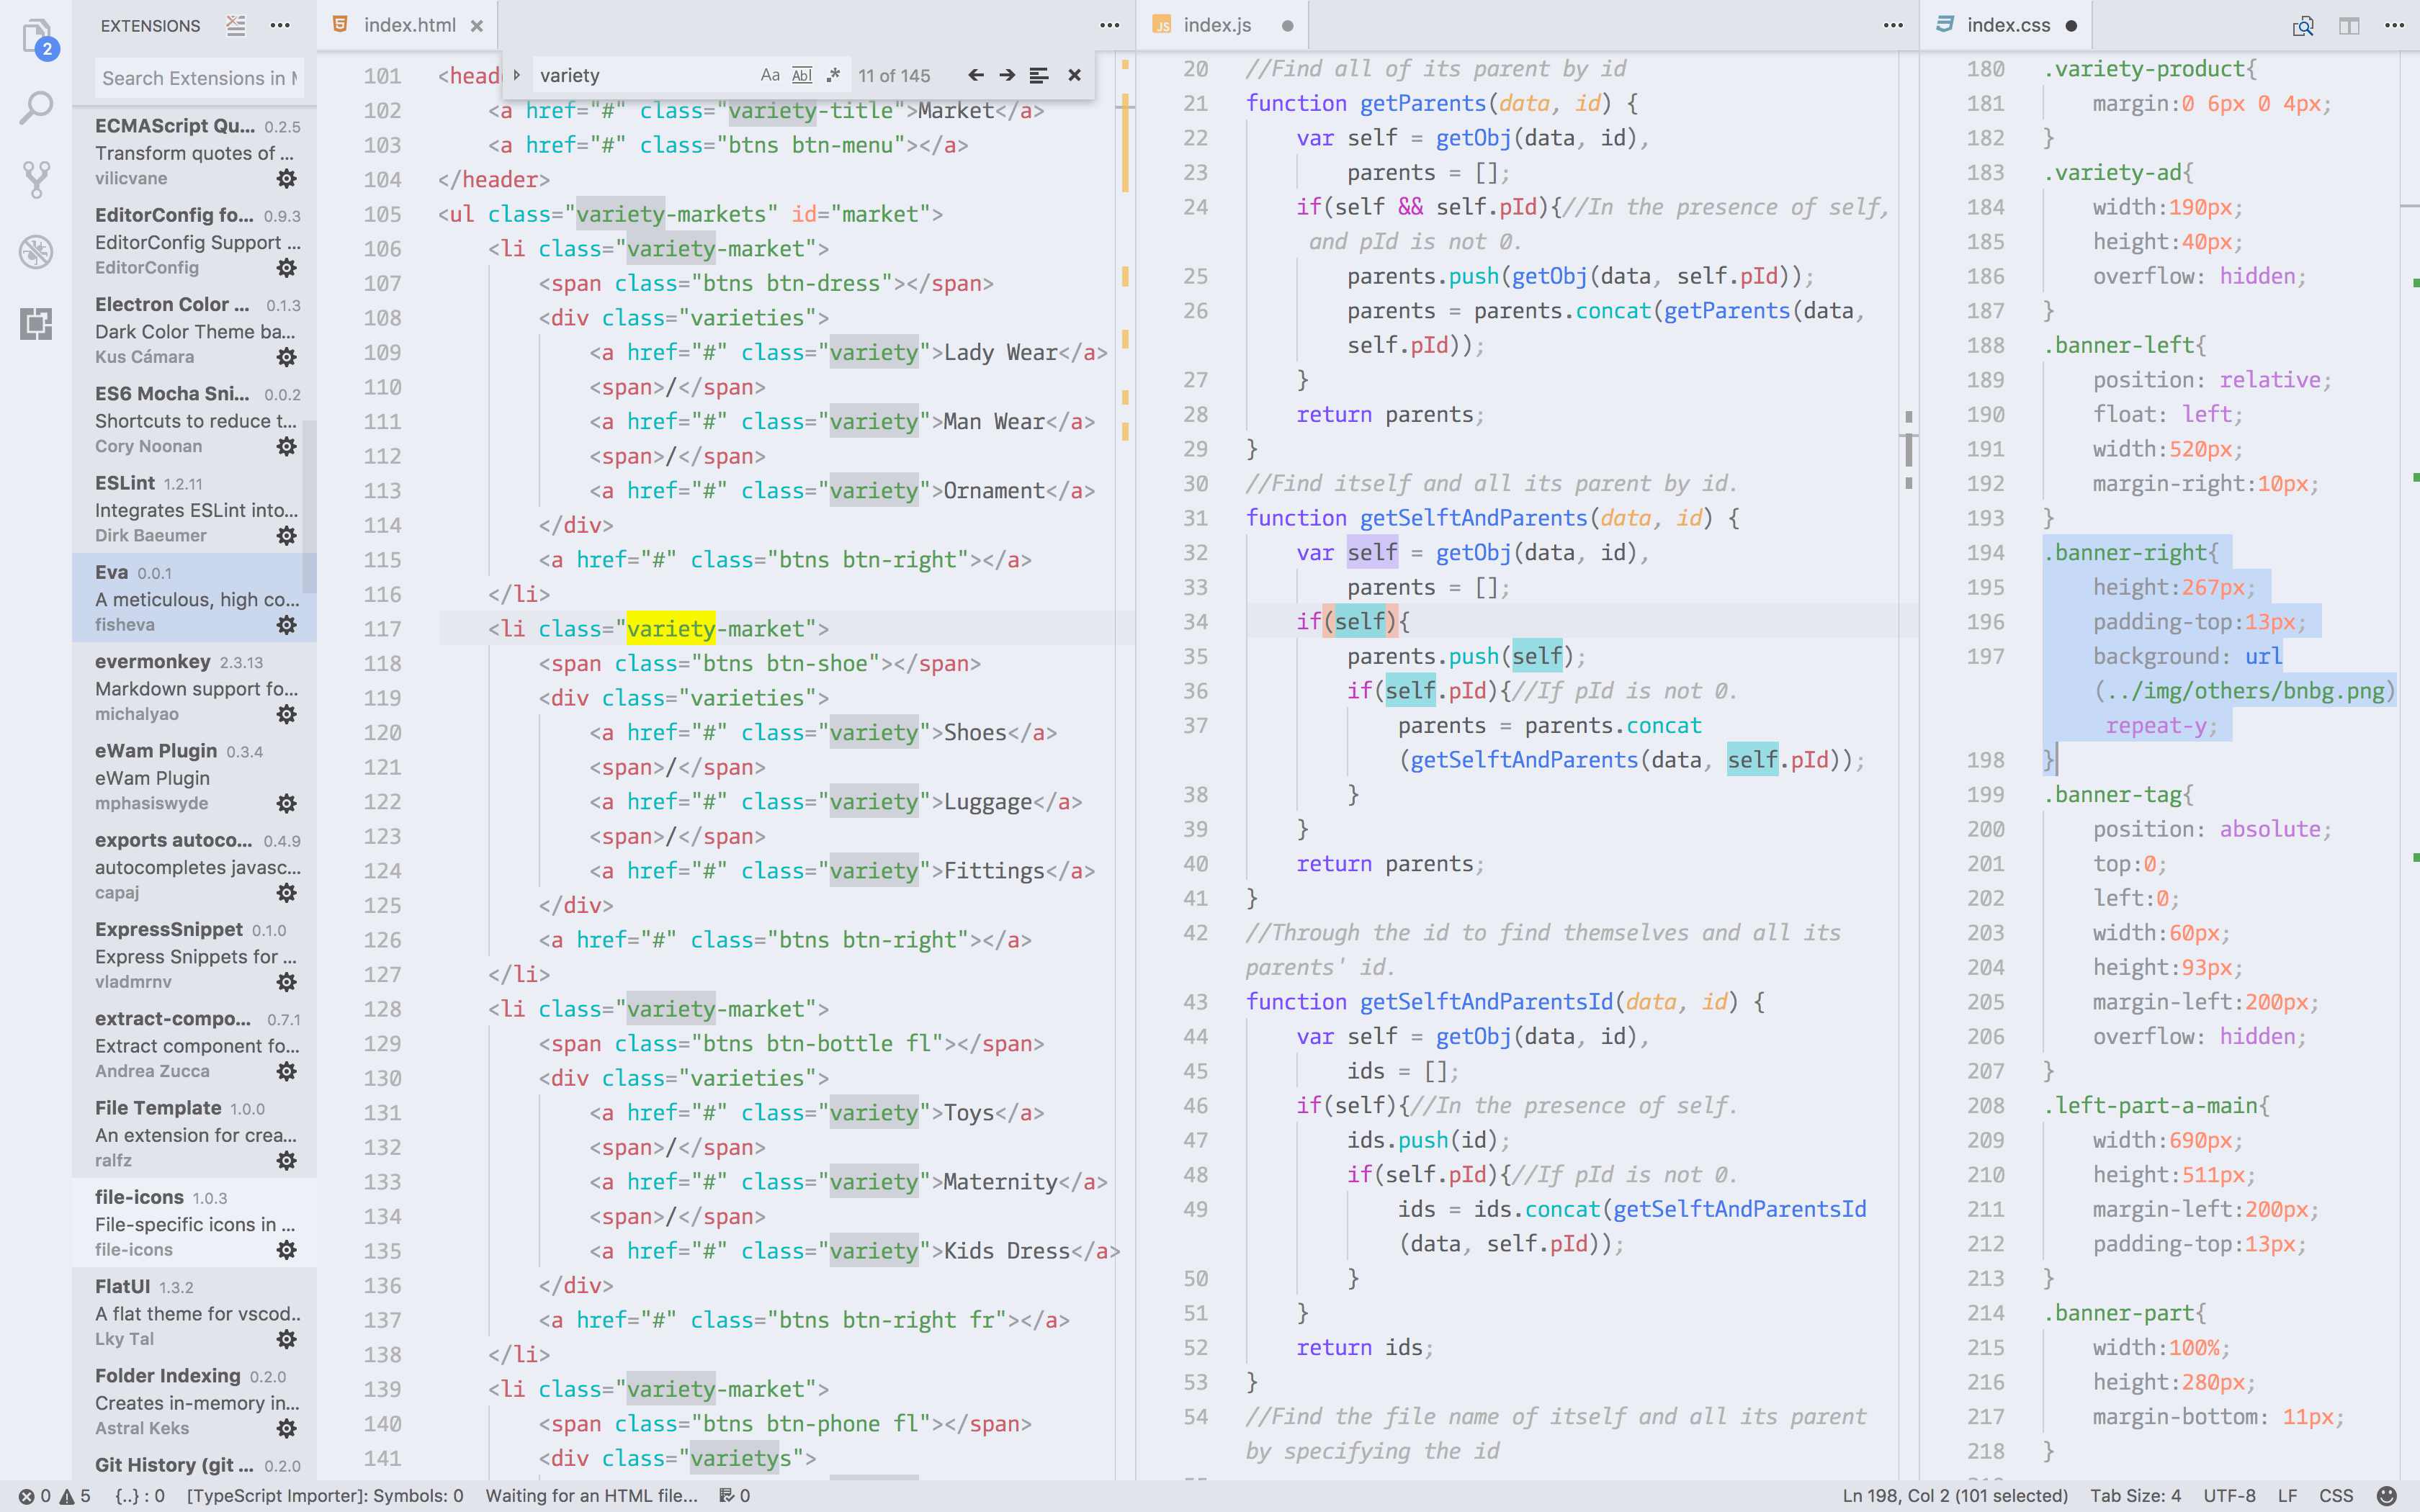 2
EXTENSIONS
Search Extensions in M
ECMAScript Qu... 0.2.5
Transform quotes of ...
vilicvane
EditorConfig fo... 0.9.3
EditorConfig Support ...
EditorConfig
Electron Color ... 0.1.3
Dark Color Theme ba...
Kus Cámara
ES6 Mocha Sni... 0.0.2
Shortcuts to reduce t...
Cory Noonan
ESLint 1.2.11
Integrates ESLint into...
Dirk Baeumer
Eva 0.0.1
A meticulous, high co...
fisheva
evermonkey 2.3.13
Markdown support fo...
michalyao
eWam Plugin 0.3.4
eWam Plugin
mphasiswyde
exports autoco... 0.4.9
autocompletes javasc...
capaj
ExpressSnippet 0.1.0
Express Snippets for ...
vladmrnv
extract-compo... 0.7.1
Extract component fo...
Andrea Zucca
File Template 1.0.0
An extension for crea...
ralfz
file-icons 1.0.3
File-specific icons in ...
file-icons
FlatUI 1.3.2
A flat theme for vscod...
Lky Tal
Folder Indexing 0.2.0
Creates in-memory in...
Astral Keks
Git History (git ... 0.2.0
index.html
variety Aa Abl .* 11 of 145
101 <head
102 <a href="#" class="variety-title">Market</a>
103 <a href="#" class="btns btn-menu"></a>
104 </header>
105 <ul class="variety-markets" id="market">
106 <li class="variety-market">
107 <span class="btns btn-dress"></span>
108 <div class="varieties">
109 <a href="#" class="variety">Lady Wear</a>
110 <span>/</span>
111 <a href="#" class="variety">Man Wear</a>
112 <span>/</span>
113 <a href="#" class="variety">Ornament</a>
114 </div>
115 <a href="#" class="btns btn-right"></a>
116 </li>
117 <li class="variety-market">
118 <span class="btns btn-shoe"></span>
119 <div class="varieties">
120 <a href="#" class="variety">Shoes</a>
121 <span>/</span>
122 <a href="#" class="variety">Luggage</a>
123 <span>/</span>
124 <a href="#" class="variety">Fittings</a>
125 </div>
126 <a href="#" class="btns btn-right"></a>
127 </li>
128 <li class="variety-market">
129 <span class="btns btn-bottle fl"></span>
130 <div class="varieties">
131 <a href="#" class="variety">Toys</a>
132 <span>/</span>
133 <a href="#" class="variety">Maternity</a>
134 <span>/</span>
135 <a href="#" class="variety">Kids Dress</a>
136 </div>
137 <a href="#" class="btns btn-right fr"></a>
138 </li>
139 <li class="variety-market">
140 <span class="btns btn-phone fl"></span>
141 <div class="varietys">
JS index.js
20 //Find all of its parent by id
21 function getParents(data, id) {
22 var self = getObj(data, id),
23 parents = [];
24 if(self && self.pId){//In the presence of self,
and pId is not 0.
25 parents.push(getObj(data, self.pId));
26 parents = parents.concat(getParents(data,
self.pId));
27 }
28 return parents;
29 }
30 //Find itself and all its parent by id.
31 function getSelftAndParents(data, id) {
32 var self = getObj(data, id),
33 parents = [];
34 if(self){
35 parents.push(self);
36 if(self.pId){//If pId is not 0.
37 parents = parents.concat
(getSelftAndParents(data, self.pId));
38 }
39 }
40 return parents;
41 }
42 //Through the id to find themselves and all its
parents' id.
43 function getSelftAndParentsId(data, id) {
44 var self = getObj(data, id),
45 ids = [];
46 if(self){//In the presence of self.
47 ids.push(id);
48 if(self.pId){//If pId is not 0.
49 ids = ids.concat(getSelftAndParentsId
(data, self.pId));
50 }
51 }
52 return ids;
53 }
54 //Find the file name of itself and all its parent
by specifying the id
index.css
180 .variety-product{
181 margin:0 6px 0 4px;
182 }
183 .variety-ad{
184 width:190px;
185 height:40px;
186 overflow: hidden;
187 }
188 .banner-left{
189 position: relative;
190 float: left;
191 width:520px;
192 margin-right:10px;
193 }
194 .banner-right{
195 height:267px;
196 padding-top:13px;
197 background: url
(../img/others/bnbg.png)
repeat-y;
198 }
199 .banner-tag{
200 position: absolute;
201 top:0;
202 left:0;
203 width:60px;
204 height:93px;
205 margin-left:200px;
206 overflow: hidden;
207 }
208 .left-part-a-main{
209 width:690px;
210 height:511px;
211 margin-left:200px;
212 padding-top:13px;
213 }
214 .banner-part{
215 width:100%;
216 height:280px;
217 margin-bottom: 11px;
218 }
0 5 {..} : 0 [TypeScript Importer]: Symbols: 0 Waiting for an HTML file... 0 Ln 198, Col 2 (101 selected) Tab Size: 4 UTF-8 LF CSS